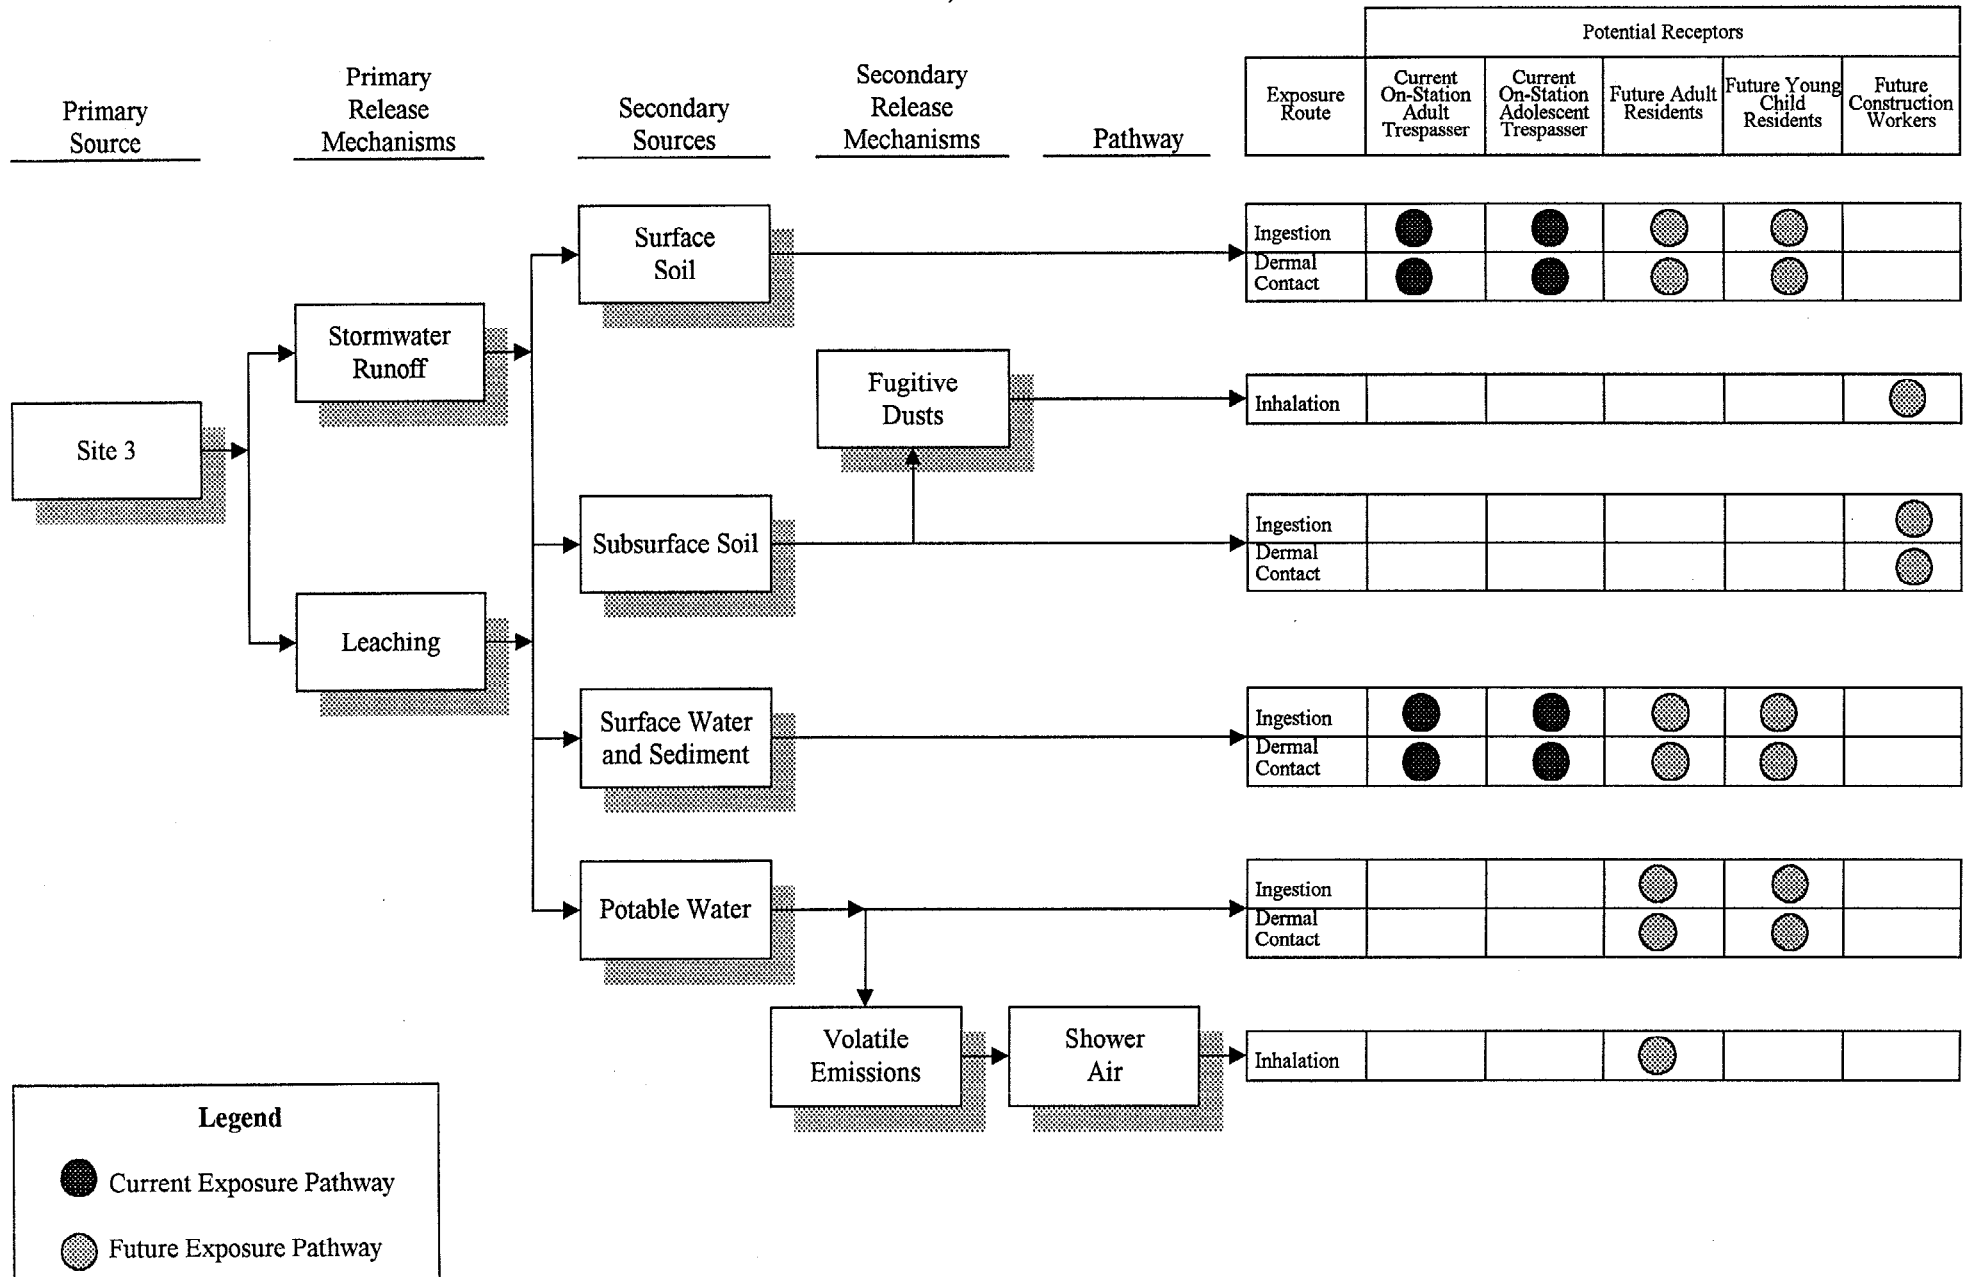 Potential Receptors
Primary
Source
Primary
Release
Mechanisms
Secondary
Sources
Secondary
Release
Mechanisms
Pathway
Exposure
Route
Current
On-Station
Adult
Trespasser
Current
On-Station
Adolescent
Trespasser
Future Adult
Residents
Future Young
Child
Residents
Future
Construction
Workers
Surface
Soil
Ingestion
Dermal
Contact
Stormwater
Runoff
Fugitive
Dusts
Inhalation
Site 3
Subsurface Soil
Ingestion
Dermal
Contact
Leaching
Surface Water
and Sediment
Ingestion
Dermal
Contact
Potable Water
Ingestion
Dermal
Contact
Volatile
Emissions
Shower
Air
Inhalation
Legend
Current Exposure Pathway
Future Exposure Pathway